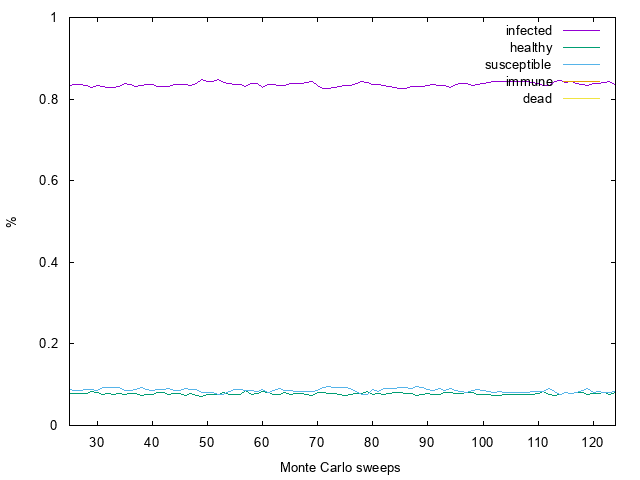 1
0.8
0.6
0.4
0.2
0
30 40 50 60 70 80 90 100 110 120
%
Monte Carlo sweeps
infected
healthy
susceptible
immune
dead